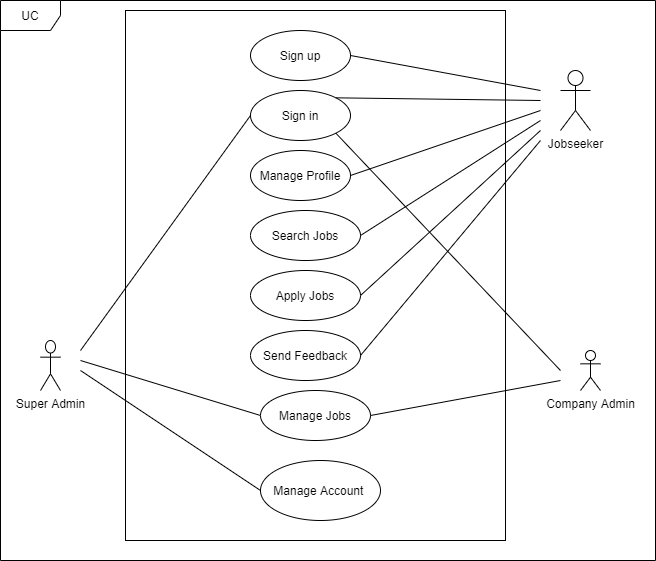 UC
Sign up
Sign in
Manage Profile
Search Jobs
Apply Jobs
Send Feedback
Manage Jobs
Manage Account
Jobseeker
Super Admin
Company Admin